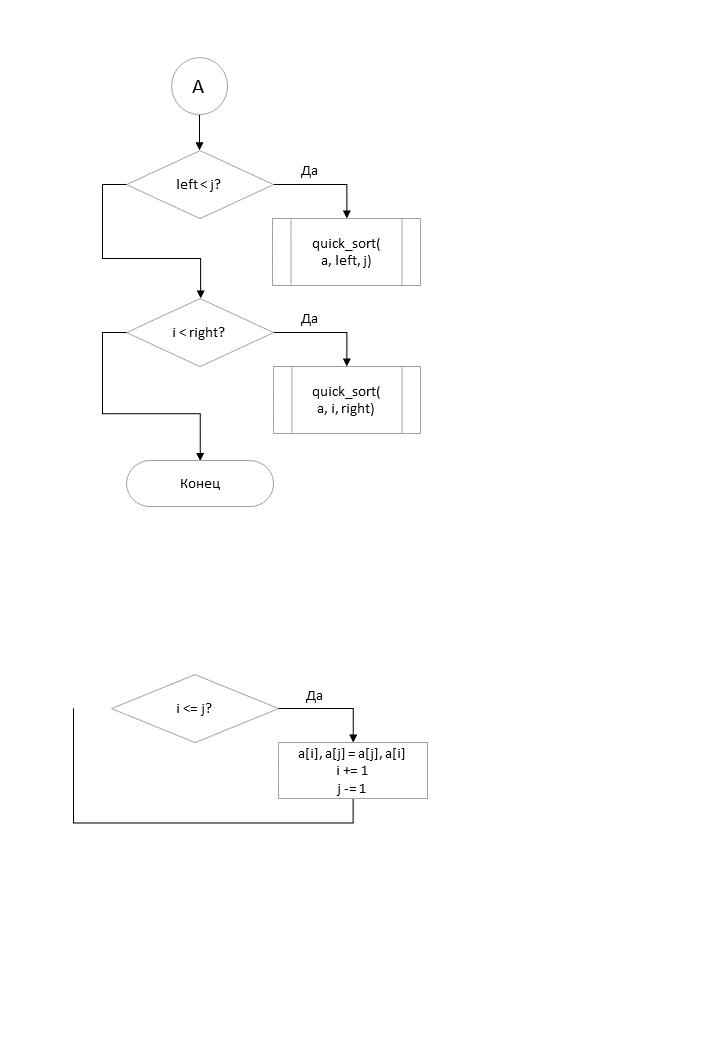 A
left < j?
Да
quick_sort(
a, left, j)
i < right?
Да
quick_sort(
a, i, right)
Конец
i <= j?
Да
a[i], a[j] = a[j], a[i]
i += 1
j -= 1